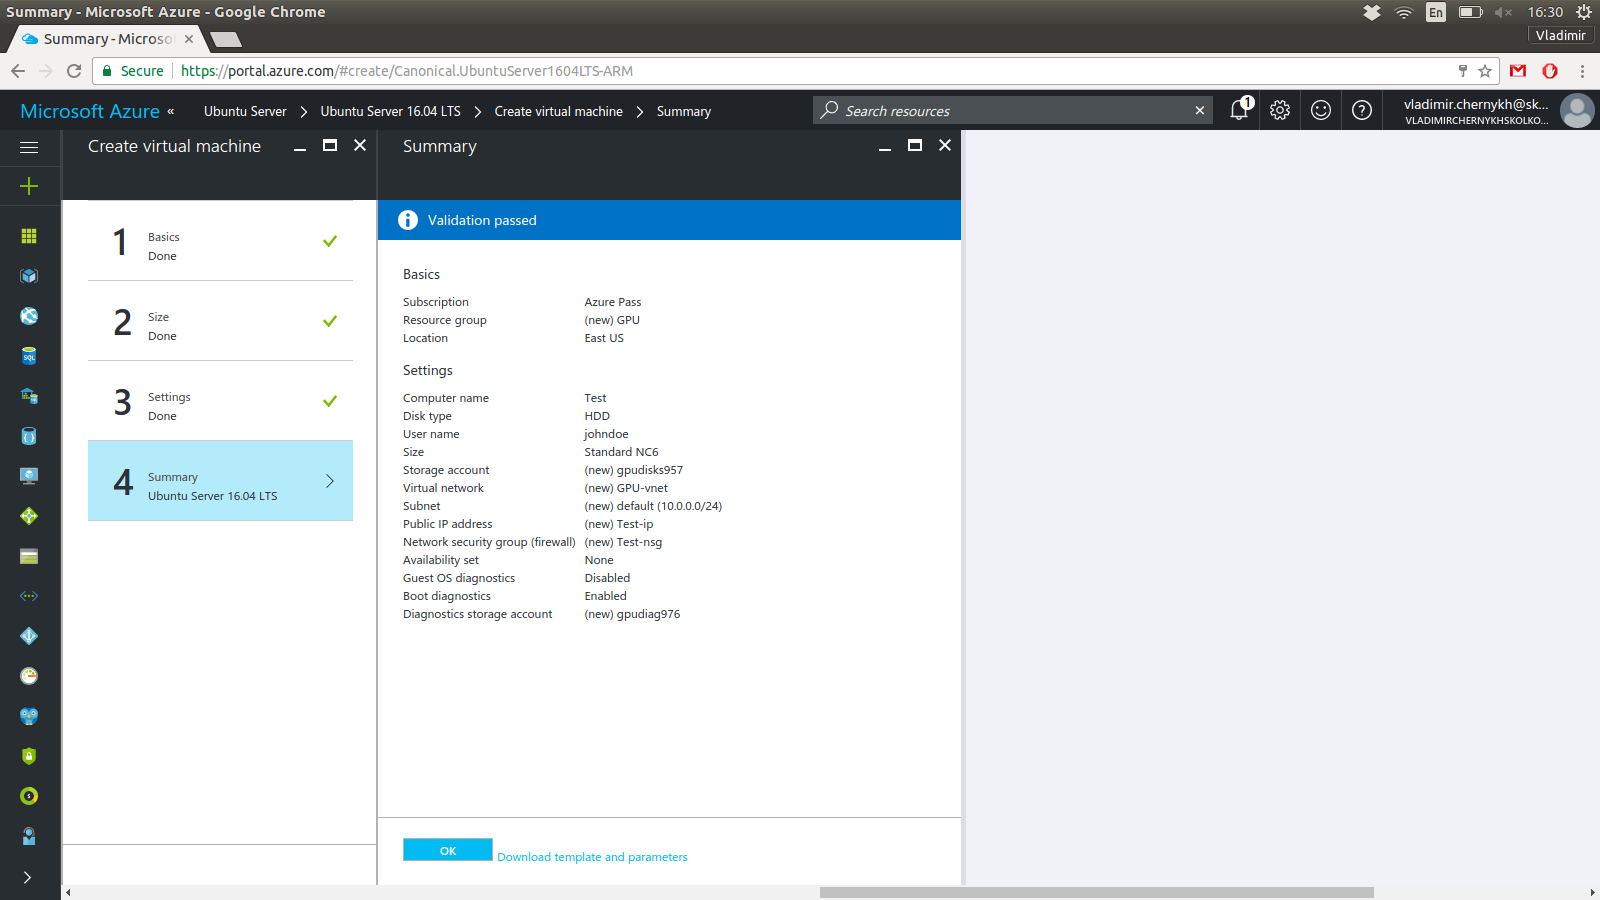 Summary - Microsoft Azure - Google Chrome
En
16:30
Summary - Microso
Vladimir
Secure
https://portal.azure.com/#create/Canonical.UbuntuServer1604LTS-ARM
Microsoft Azure «
Ubuntu Server
Ubuntu Server 16.04 LTS
Create virtual machine
Summary
Search resources
1
vladimir.chernykh@sk...
VLADIMIRCHERNYKHSKOLKO...
Create virtual machine
1
Basics
Done
2
Size
Done
3
Settings
Done
4
Summary
Ubuntu Server 16.04 LTS
SQL
Summary
Validation passed
Basics
Subscription Azure Pass
Resource group (new) GPU
Location East US
Settings
Computer name Test
Disk type HDD
User name johndoe
Size Standard NC6
Storage account (new) gpudisks957
Virtual network (new) GPU-vnet
Subnet (new) default (10.0.0.0/24)
Public IP address (new) Test-ip
Network security group (firewall) (new) Test-nsg
Availability set None
Guest OS diagnostics Disabled
Boot diagnostics Enabled
Diagnostics storage account (new) gpudiag976
OK
Download template and parameters